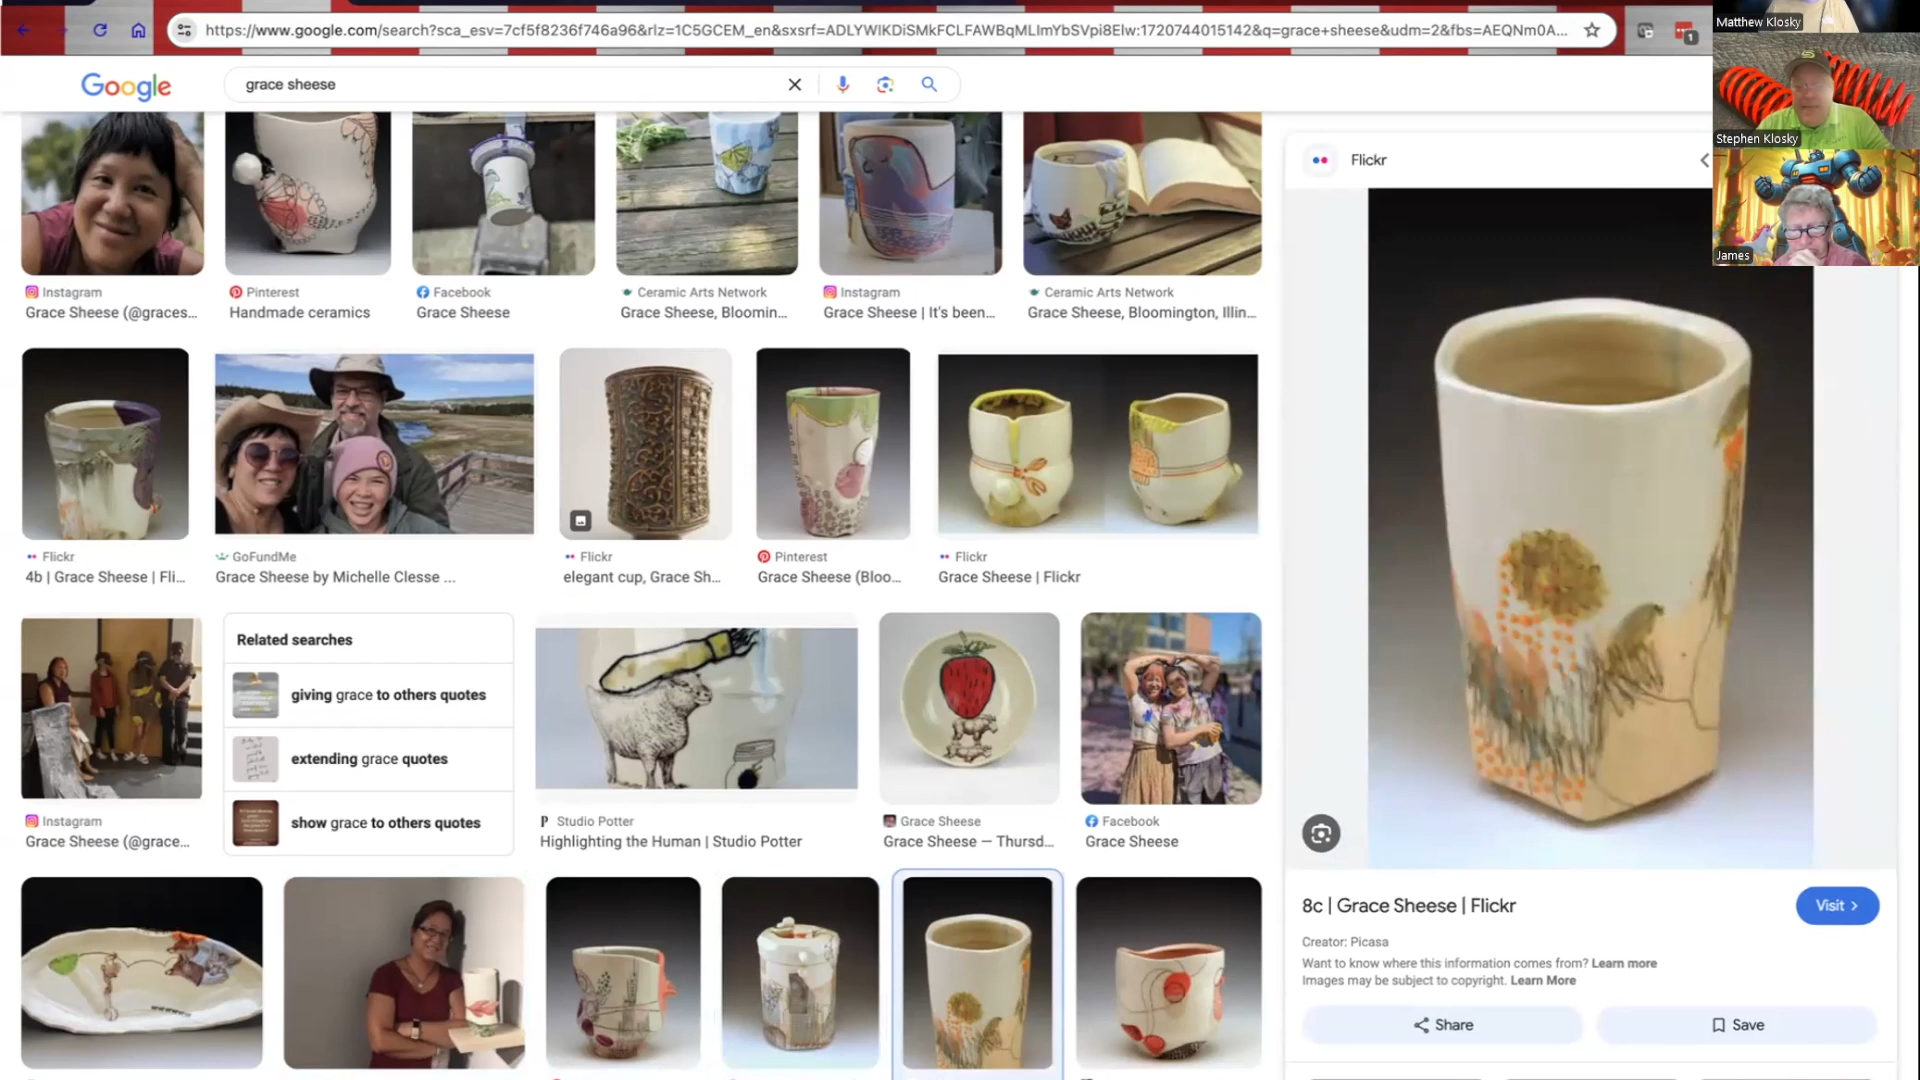 https://www.google.com/search?sca_esv=7cf5f8236f746a96&rlz=1C5GCEM_en&sxsrf=ADLYWIKDiSMkFCLFAWBqMLImYbSVpi8Elw:1720744015142&q=grace+sheese&udm=2&fbs=AEQNm0A...
1
Matthew Klosky
Google
grace sheese
Stephen Klosky
Flickr
James
Instagram
Pinterest
Facebook
Ceramic Arts Network
Instagram
Ceramic Arts Network
Grace Sheese (@graces...
Handmade ceramics
Grace Sheese
Grace Sheese, Bloomin...
Grace Sheese | It's been...
Grace Sheese, Bloomington, Illin...
Flickr
GoFundMe
Flickr
Pinterest
Flickr
4b | Grace Sheese | Fli...
Grace Sheese by Michelle Clesse ...
elegant cup, Grace Sh...
Grace Sheese (Bloo...
Grace Sheese | Flickr
Related searches
giving grace to others quotes
extending grace quotes
show grace to others quotes
Instagram
Studio Potter
Grace Sheese
Facebook
Grace Sheese (@grace...
Highlighting the Human | Studio Potter
Grace Sheese — Thursd...
Grace Sheese
8c | Grace Sheese | Flickr
Visit
Creator: Picasa
Want to know where this information comes from? Learn more
Images may be subject to copyright. Learn More
Share
Save